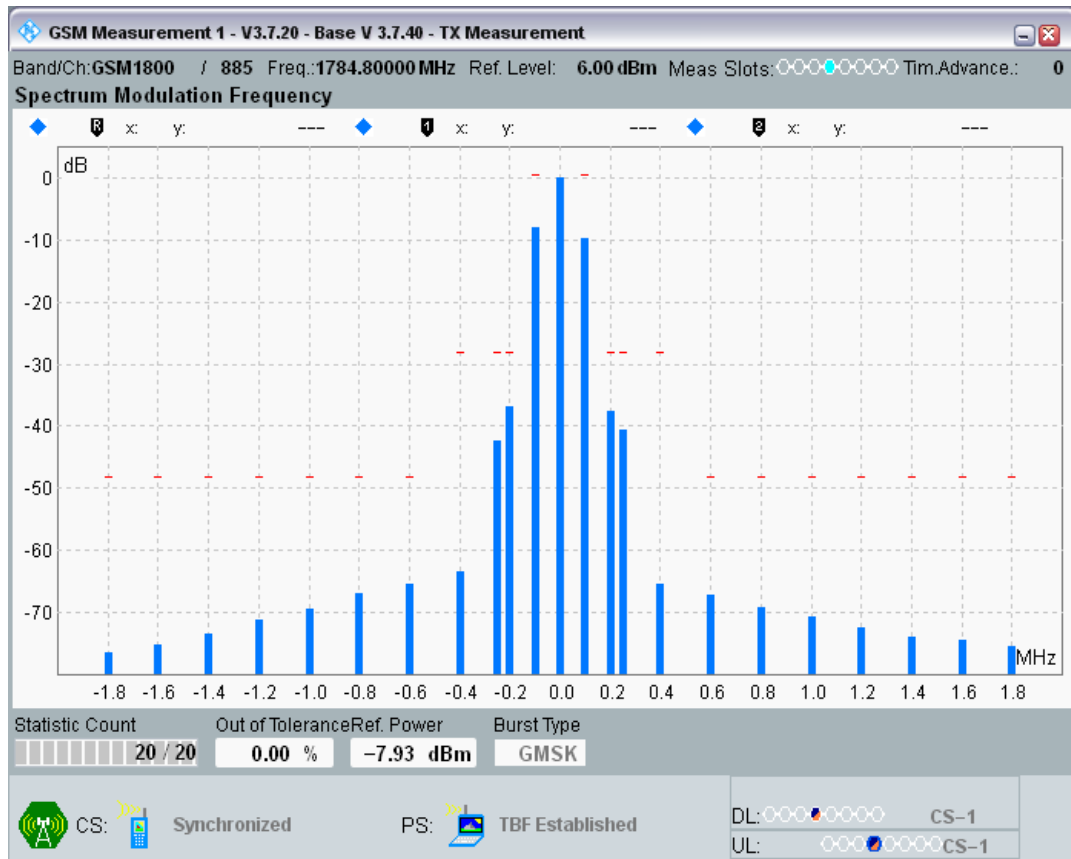 GSM Measurement 1 - V3.7.20 - Base V 3.7.40 - TX Measurement
Band/Ch:GSM1800 / 885 Freq.:1784.80000 MHz Ref. Level: 6.00 dBm Meas Slots: Tim.Advance.: 0
Spectrum Modulation Frequency
R x: y: --- 1 x: y: --- 2 x: y: ---
dB
0
-10
-20
-30
-40
-50
-60
-70
MHz
-1.8 -1.6 -1.4 -1.2 -1.0 -0.8 -0.6 -0.4 -0.2 0.0 0.2 0.4 0.6 0.8 1.0 1.2 1.4 1.6 1.8
Statistic Count Out of Tolerance Ref. Power Burst Type
20 / 20 0.00 % −7.93 dBm GMSK
CS: Synchronized PS: TBF Established DL: CS−1
UL: CS−1